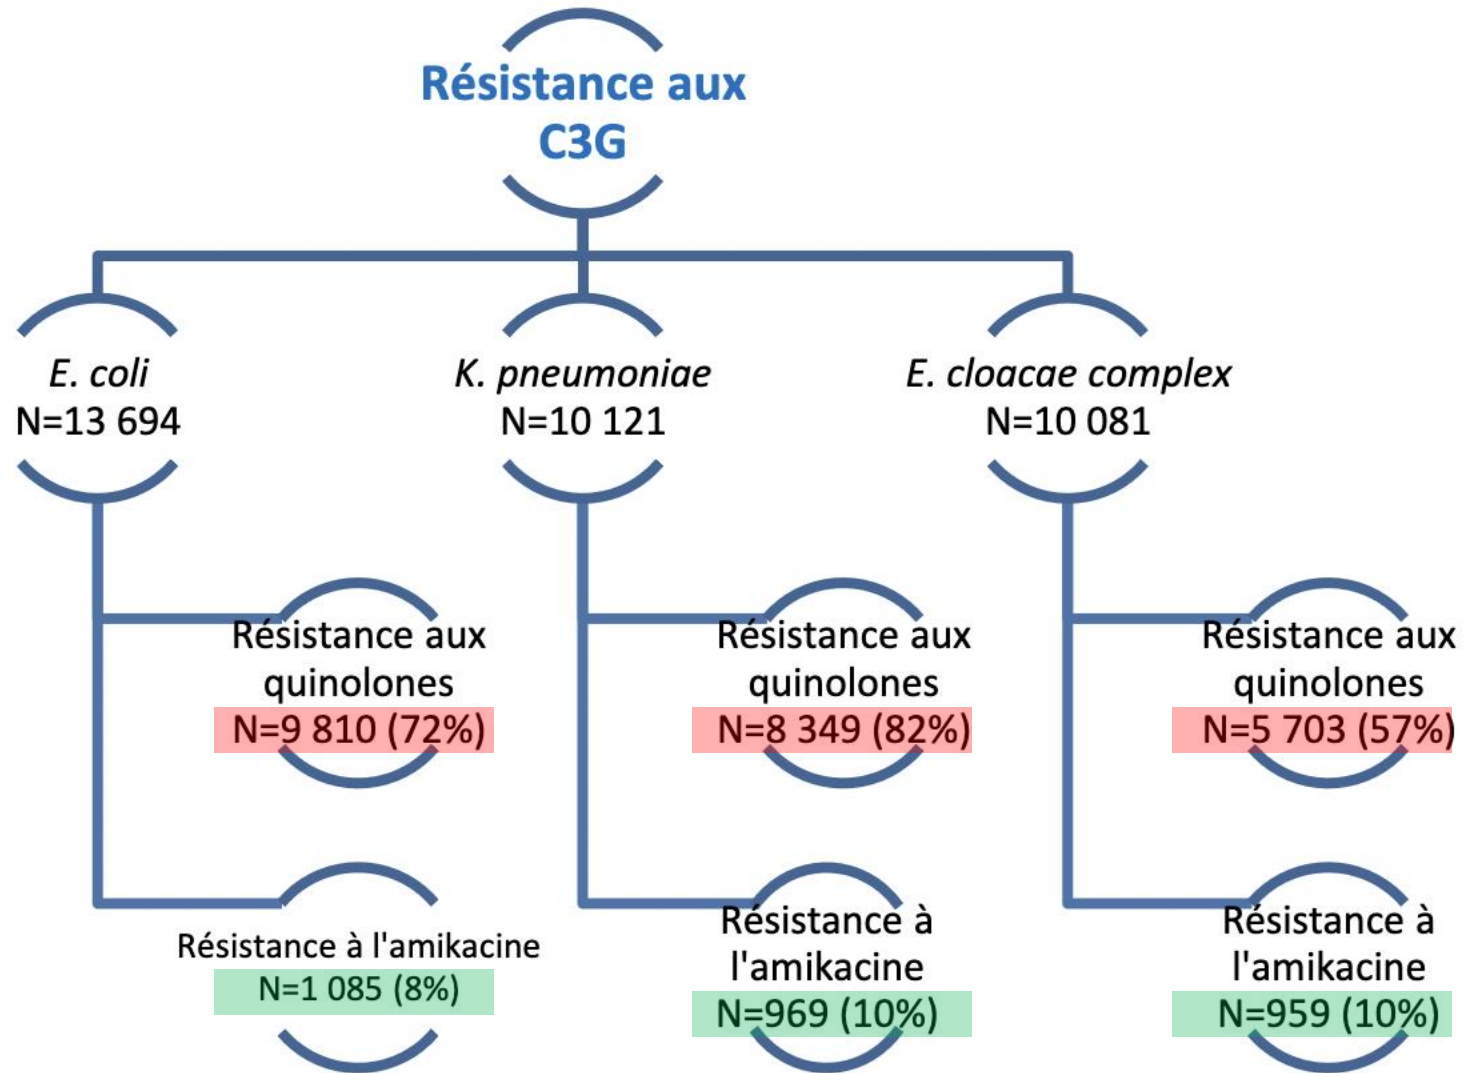 Résistance aux
C3G
E. coli
N=13 694
K. pneumoniae
N=10 121
E. cloacae complex
N=10 081
Résistance aux
quinolones
N=9 810 (72%)
Résistance aux
quinolones
N=8 349 (82%)
Résistance aux
quinolones
N=5 703 (57%)
Résistance à l'amikacine
N=1 085 (8%)
Résistance à
l'amikacine
N=969 (10%)
Résistance à
l'amikacine
N=959 (10%)